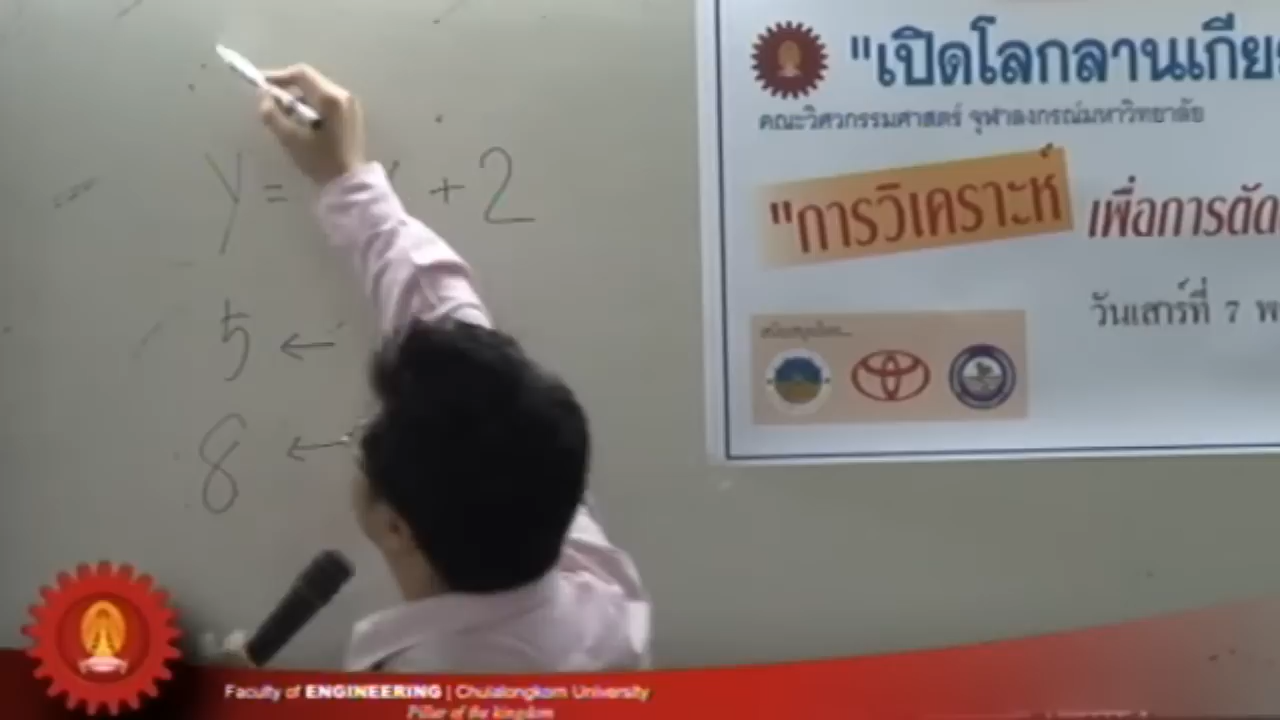 "เปิดโลกลานเกีย
คณะวิศวกรรมศาสตร์ จุฬาลงกรณ์มหาวิทยาลัย
"การวิเคราะห์ เพื่อการตัด
วันเสาร์ที่ 7 พ
y = + 2
5 ←
8 ←
Faculty of ENGINEERING | Chulalongkorn University
Pillar of the kingdom